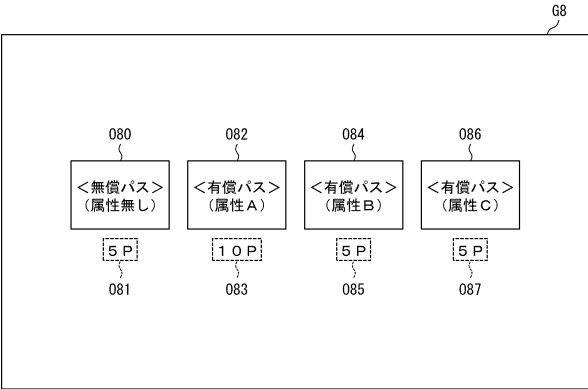 G8
080 082 084 086
＜無償パス＞ ＜有償パス＞ ＜有償パス＞ ＜有償パス＞
（属性無し） （属性Ａ） （属性Ｂ） （属性Ｃ）
５Ｐ １０Ｐ ５Ｐ ５Ｐ
081 083 085 087